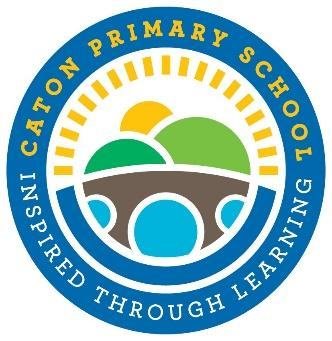 CATON PRIMARY SCHOOL
INSPIRED THROUGH LEARNING